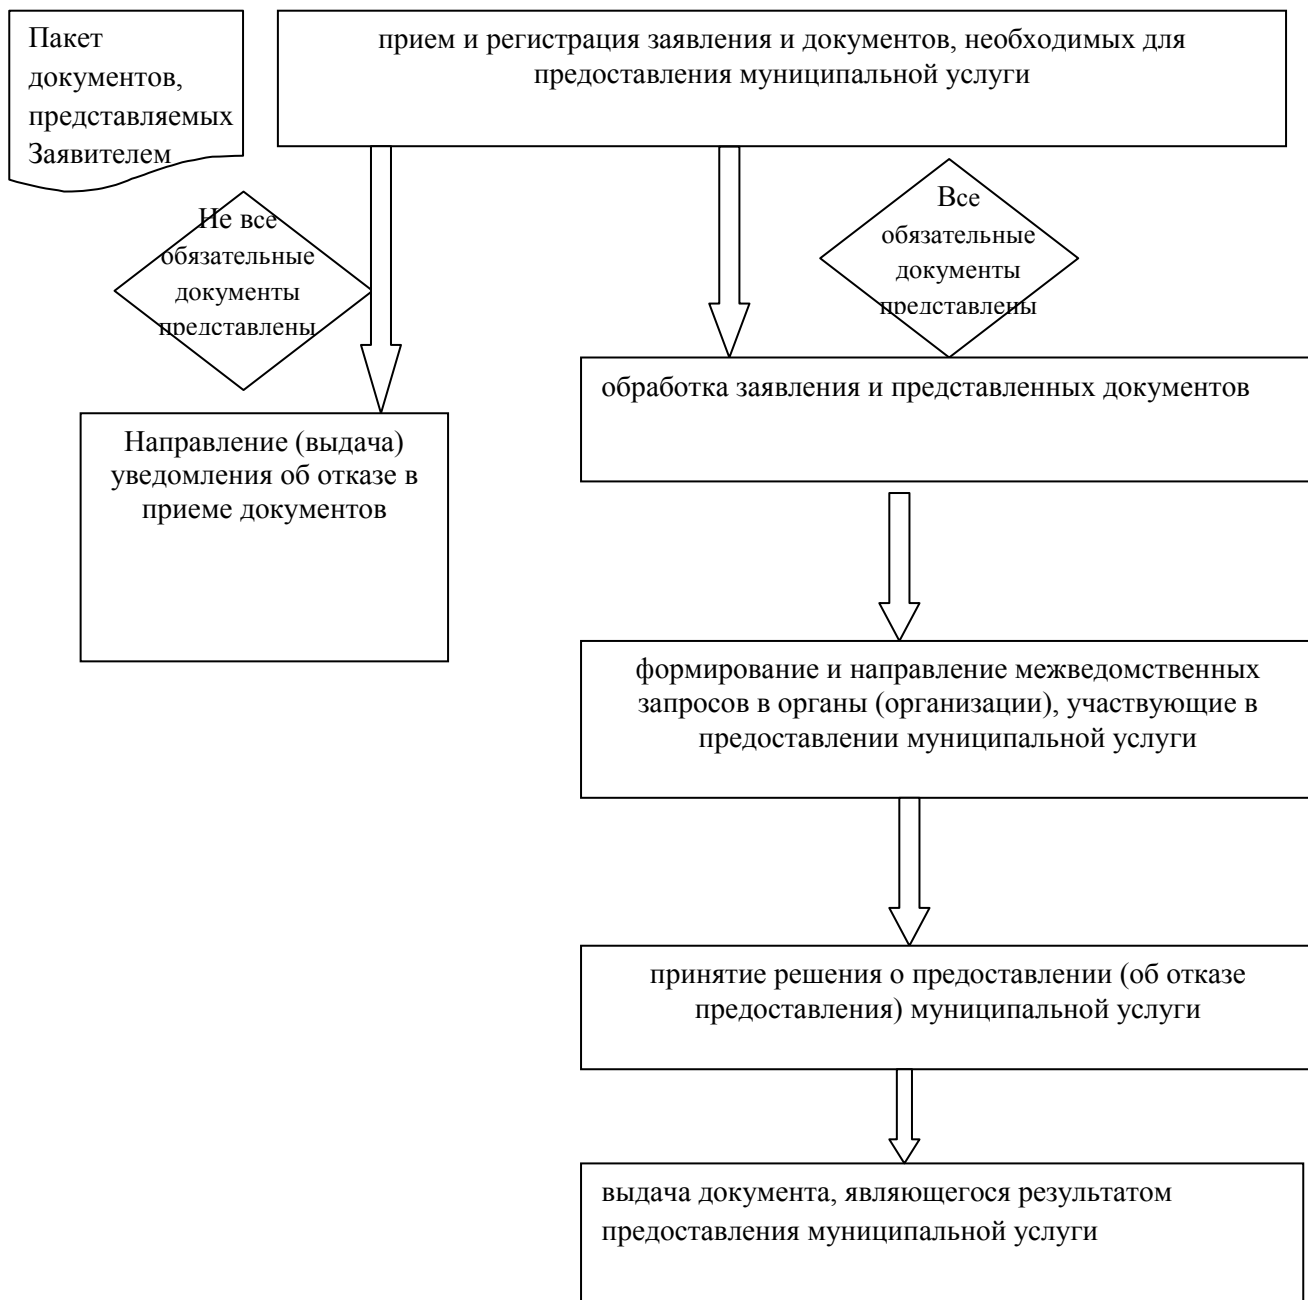 Пакет
документов,
представляемых
Заявителем
прием и регистрация заявления и документов, необходимых для
предоставления муниципальной услуги
Не все
обязательные
документы
представлены
Все
обязательные
документы
представлены
обработка заявления и представленных документов
Направление (выдача)
уведомления об отказе в
приеме документов
формирование и направление межведомственных
запросов в органы (организации), участвующие в
предоставлении муниципальной услуги
принятие решения о предоставлении (об отказе
предоставления) муниципальной услуги
выдача документа, являющегося результатом
предоставления муниципальной услуги